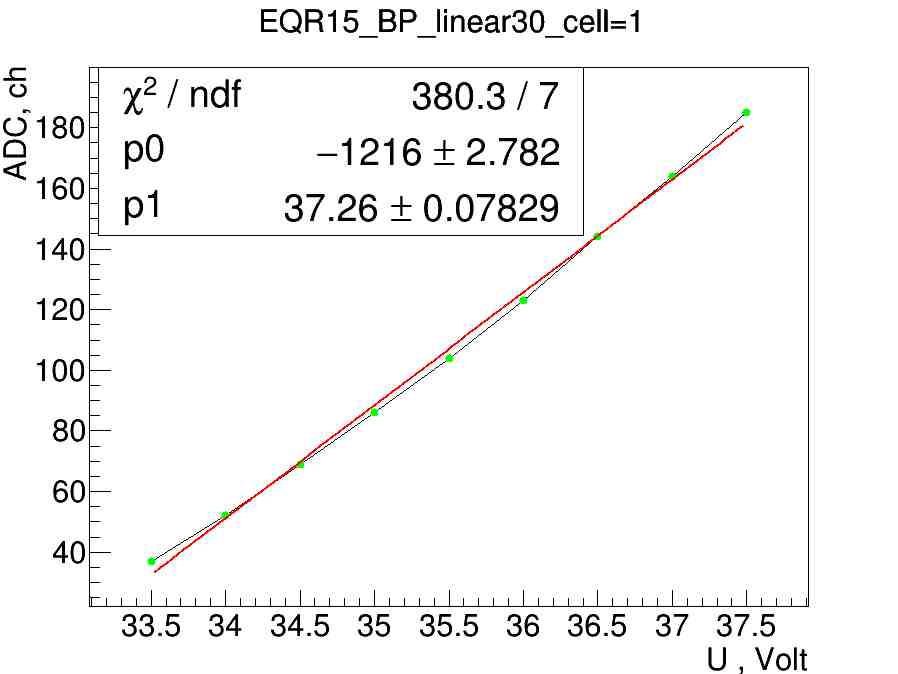 EQR15_BP_linear30_cell=1
ADC, ch
χ² / ndf 380.3 / 7
p0 −1216 ± 2.782
p1 37.26 ± 0.07829
180
160
140
120
100
80
60
40
33.5 34 34.5 35 35.5 36 36.5 37 37.5
U , Volt